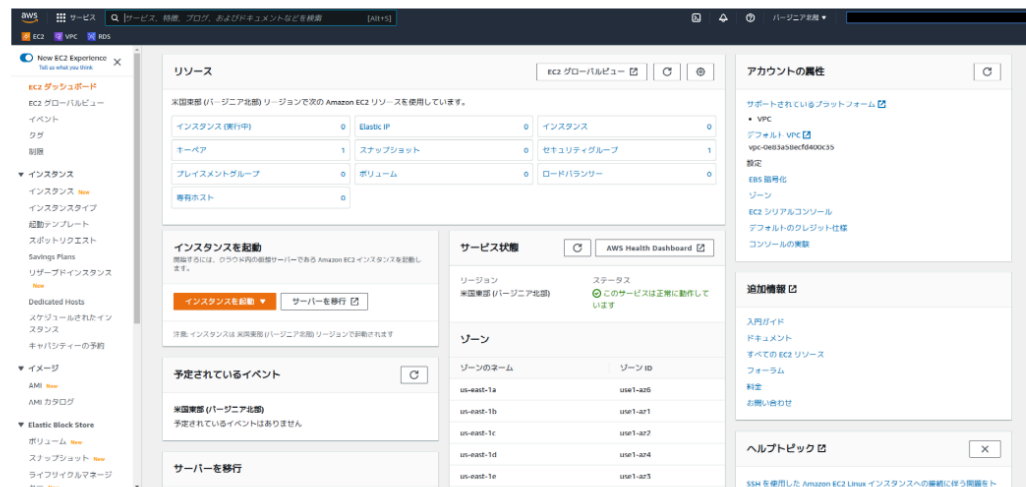 aws
サービス
サービス、特徴、ブログ、およびドキュメントなどを検索
[Alt+S]
バージニア北部 ▼
EC2
VPC
RDS
New EC2 Experience
Tell us what you think
EC2 ダッシュボード
EC2 グローバルビュー
イベント
タグ
制限
▼ インスタンス
インスタンス New
インスタンスタイプ
起動テンプレート
スポットリクエスト
Savings Plans
リザーブドインスタンス
New
Dedicated Hosts
スケジュールされたイン
スタンス
キャパシティーの予約
▼ イメージ
AMI New
AMI カタログ
▼ Elastic Block Store
ボリューム New
スナップショット New
ライフサイクルマネージ
リソース
EC2 グローバルビュー
米国東部 (バージニア北部) リージョンで次の Amazon EC2 リソースを使用しています。
インスタンス (実行中) 0
Elastic IP 0
インスタンス 0
キーペア 1
スナップショット 0
セキュリティグループ 1
プレイスメントグループ 0
ボリューム 0
ロードバランサー 0
専有ホスト 0
インスタンスを起動
開始するには、クラウド内の仮想サーバーである Amazon EC2 インスタンスを起動し
ます。
インスタンスを起動 ▼
サーバーを移行
注意: インスタンスは 米国東部 (バージニア北部) リージョンで起動されます
予定されているイベント
米国東部 (バージニア北部)
予定されているイベントはありません
サーバーを移行
サービス状態
AWS Health Dashboard
リージョン
ステータス
米国東部 (バージニア北部)
このサービスは正常に動作して
います
ゾーン
ゾーンのネーム
ゾーン ID
us-east-1a use1-az6
us-east-1b use1-az1
us-east-1c use1-az2
us-east-1d use1-az4
us-east-1e use1-az3
アカウントの属性
サポートされているプラットフォーム
• VPC
デフォルト VPC
vpc-0e83a58ecfd400c35
設定
EBS 暗号化
ゾーン
EC2 シリアルコンソール
デフォルトのクレジット仕様
コンソールの実験
追加情報
入門ガイド
ドキュメント
すべての EC2 リソース
フォーラム
料金
お問い合わせ
ヘルプトピック
SSH を使用した Amazon EC2 Linux インスタンスへの接続に伴う問題をト